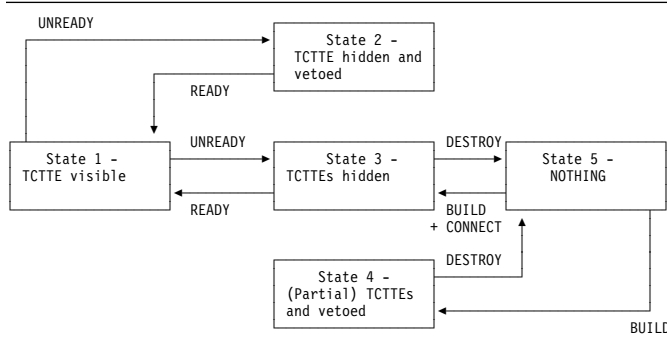 UNREADY
State 2 -
TCTTE hidden and
vetoed
READY
State 1 -
TCTTE visible
UNREADY
READY
State 3 -
TCTTEs hidden
DESTROY
BUILD
+ CONNECT
State 5 -
NOTHING
State 4 -
(Partial) TCTTEs
and vetoed
DESTROY
BUILD